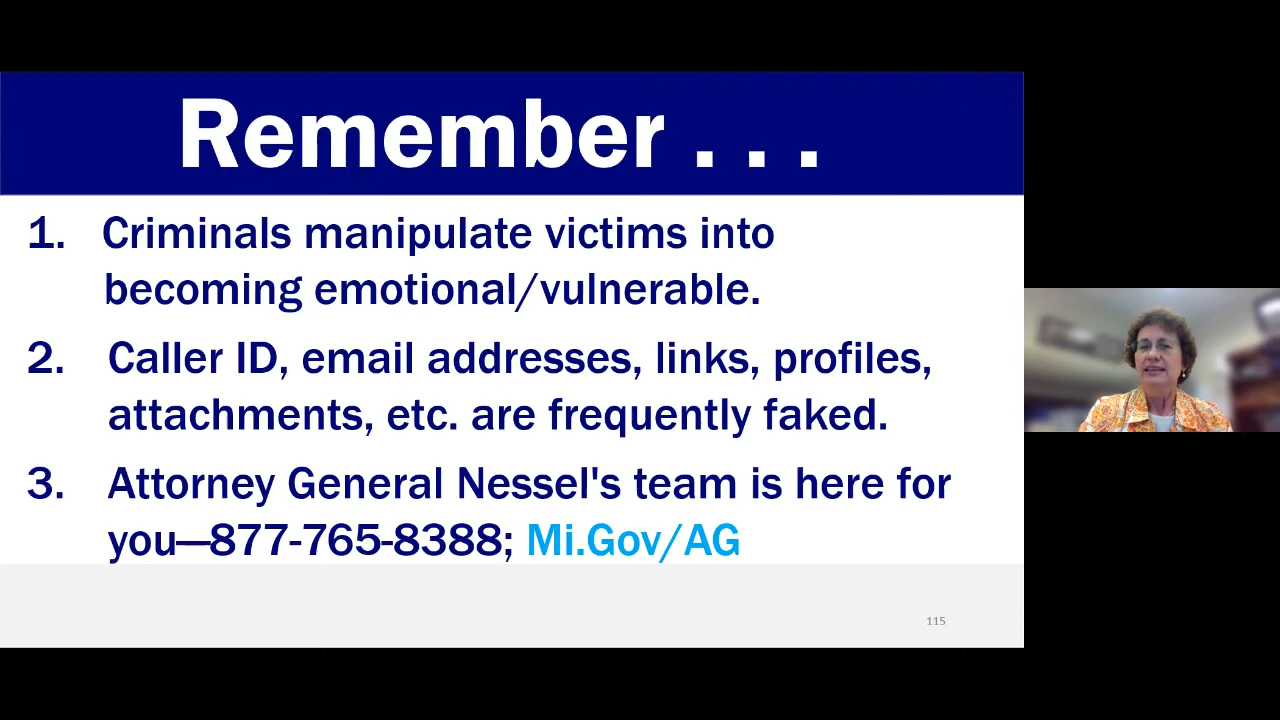 Remember . . .
1. Criminals manipulate victims into
becoming emotional/vulnerable.
2. Caller ID, email addresses, links, profiles,
attachments, etc. are frequently faked.
3. Attorney General Nessel's team is here for
you—877-765-8388; Mi.Gov/AG
115